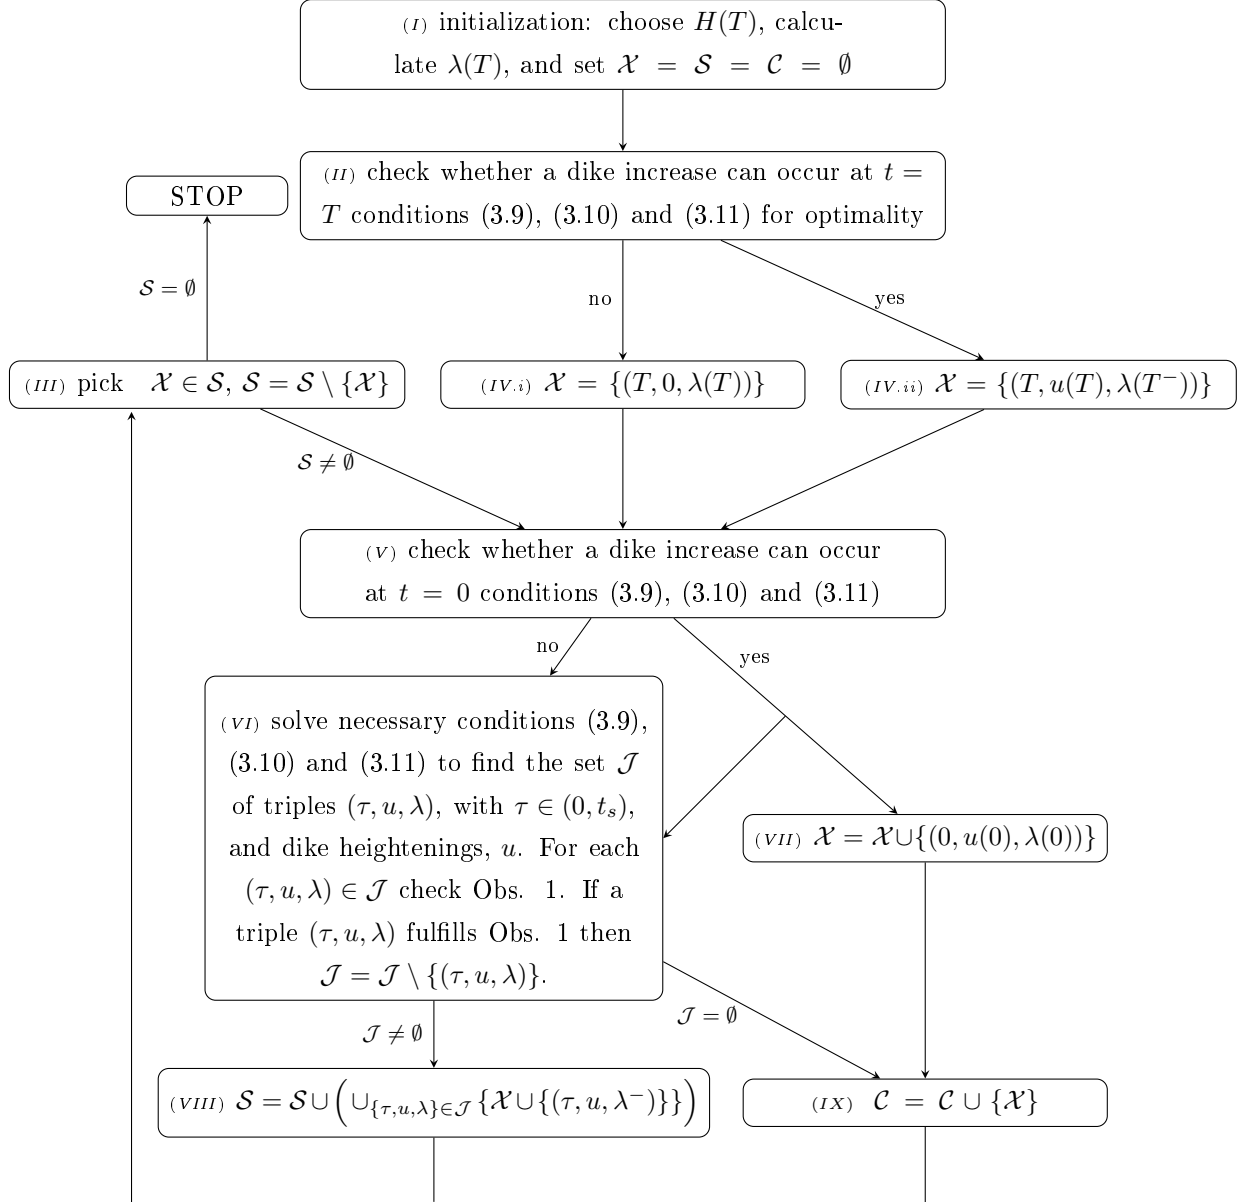 (I) initialization: choose H(T), calcu-
late λ(T), and set 𝒳 = 𝒮 = 𝒞 = ∅
(II) check whether a dike increase can occur at t =
T conditions (3.9), (3.10) and (3.11) for optimality
STOP
𝒮 = ∅
no
yes
(III) pick 𝒳 ∈ 𝒮, 𝒮 = 𝒮 \ {𝒳}
(IV.i) 𝒳 = {(T, 0, λ(T))}
(IV.ii) 𝒳 = {(T, u(T), λ(T⁻))}
𝒮 ≠ ∅
(V) check whether a dike increase can occur
at t = 0 conditions (3.9), (3.10) and (3.11)
no
yes
(VI) solve necessary conditions (3.9),
(3.10) and (3.11) to find the set 𝒥
of triples (τ, u, λ), with τ ∈ (0, tₛ),
and dike heightenings, u. For each
(τ, u, λ) ∈ 𝒥 check Obs. 1. If a
triple (τ, u, λ) fulfills Obs. 1 then
𝒥 = 𝒥 \ {(τ, u, λ)}.
(VII) 𝒳 = 𝒳∪{(0, u(0), λ(0))}
𝒥 ≠ ∅
𝒥 = ∅
(VIII) 𝒮 = 𝒮∪(∪_{{τ,u,λ}∈𝒥} {𝒳∪{(τ, u, λ⁻)}})
(IX) 𝒞 = 𝒞 ∪ {𝒳}